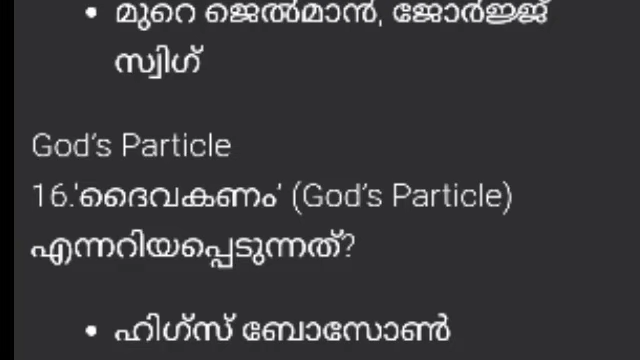 • മുറെ ജെൽമാൻ, ജോർജ്ജ്
സ്വിഗ്
God's Particle
16.'ദൈവകണം' (God's Particle)
എന്നറിയപ്പെടുന്നത്?
• ഹിഗ്സ് ബോസോൺ